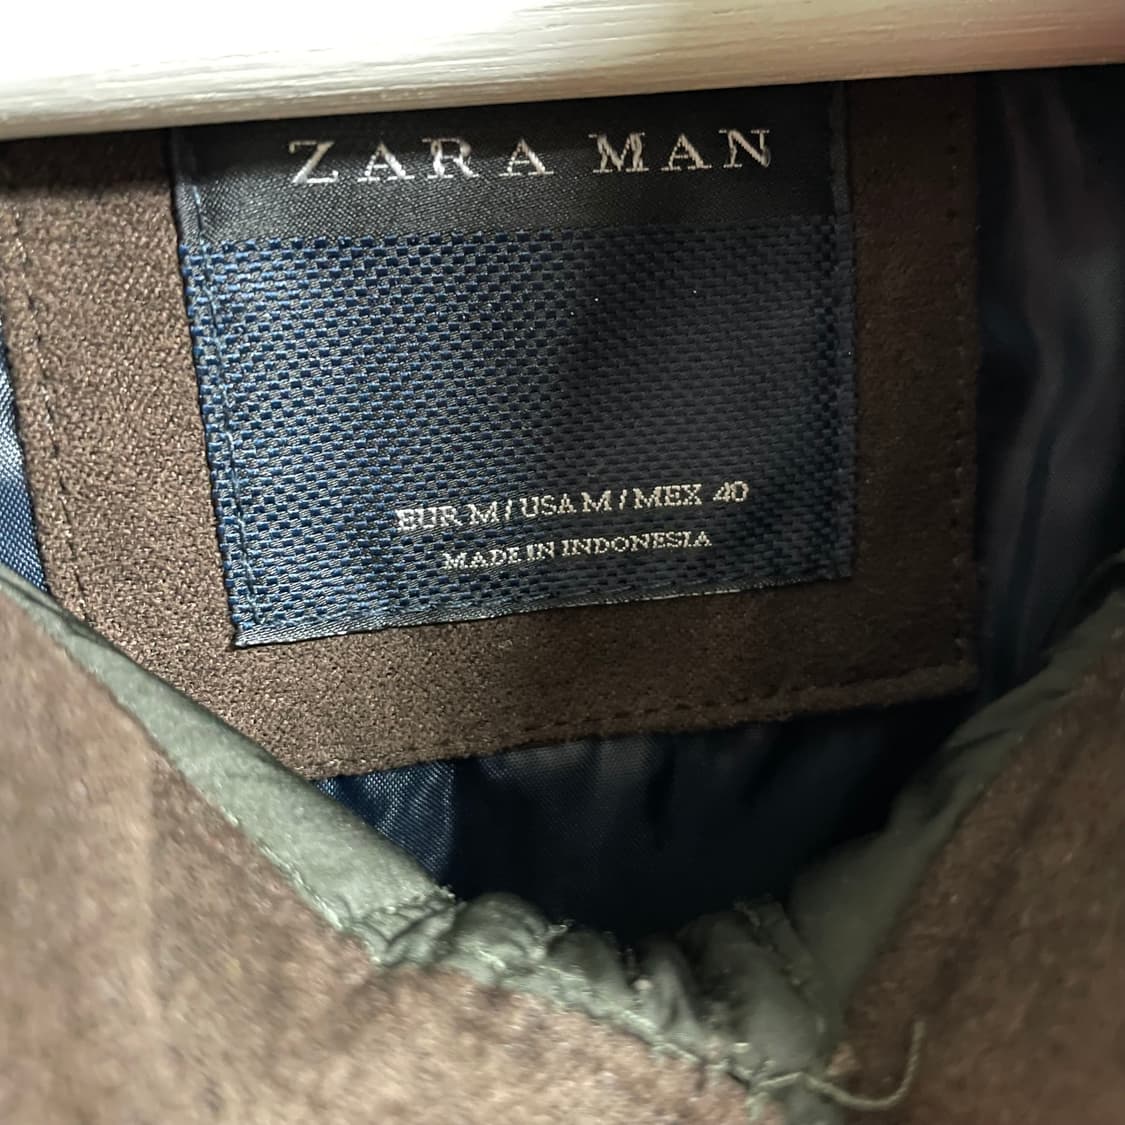 ZARA MAN
EUR M / USA M / MEX 40
MADE IN INDONESIA